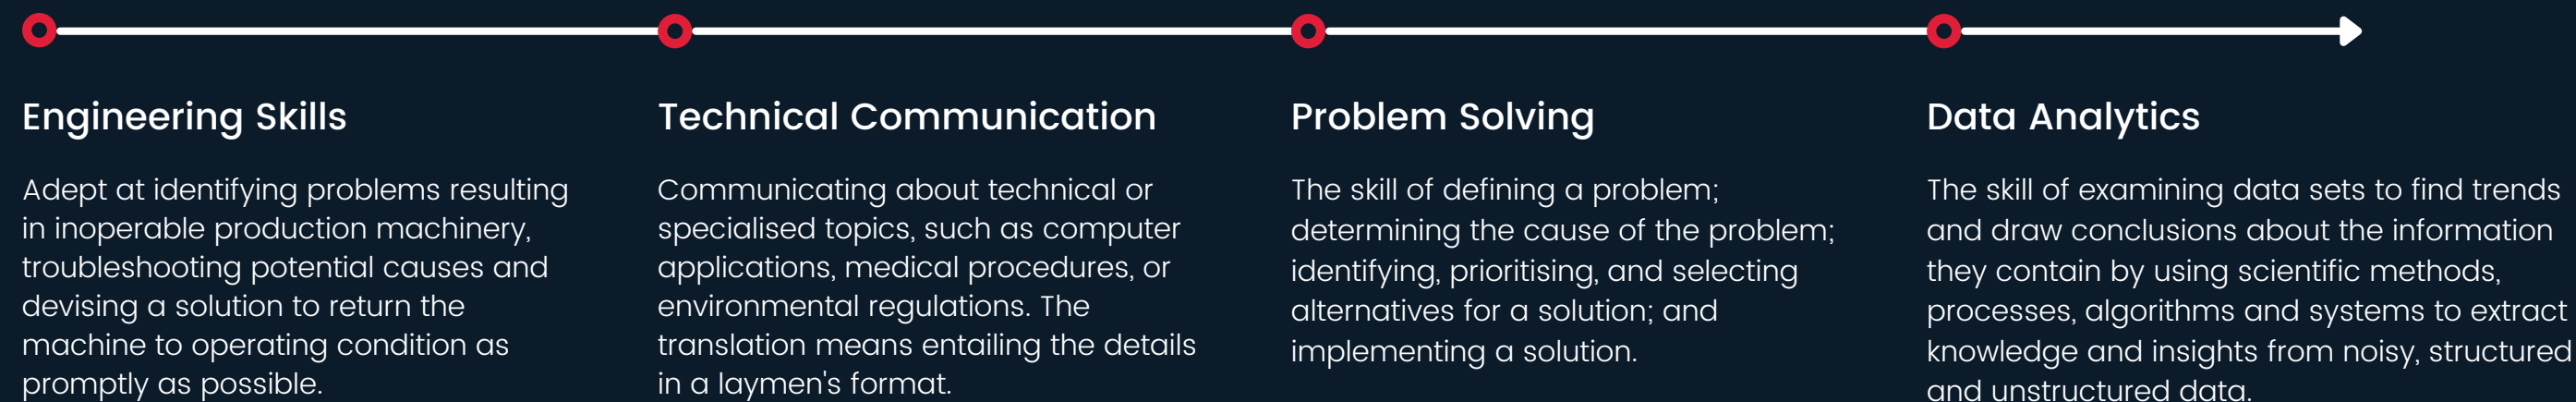 Engineering Skills
Adept at identifying problems resulting
in inoperable production machinery,
troubleshooting potential causes and
devising a solution to return the
machine to operating condition as
promptly as possible.
Technical Communication
Communicating about technical or
specialised topics, such as computer
applications, medical procedures, or
environmental regulations. The
translation means entailing the details
in a laymen's format.
Problem Solving
The skill of defining a problem;
determining the cause of the problem;
identifying, prioritising, and selecting
alternatives for a solution; and
implementing a solution.
Data Analytics
The skill of examining data sets to find trends
and draw conclusions about the information
they contain by using scientific methods,
processes, algorithms and systems to extract
knowledge and insights from noisy, structured
and unstructured data.